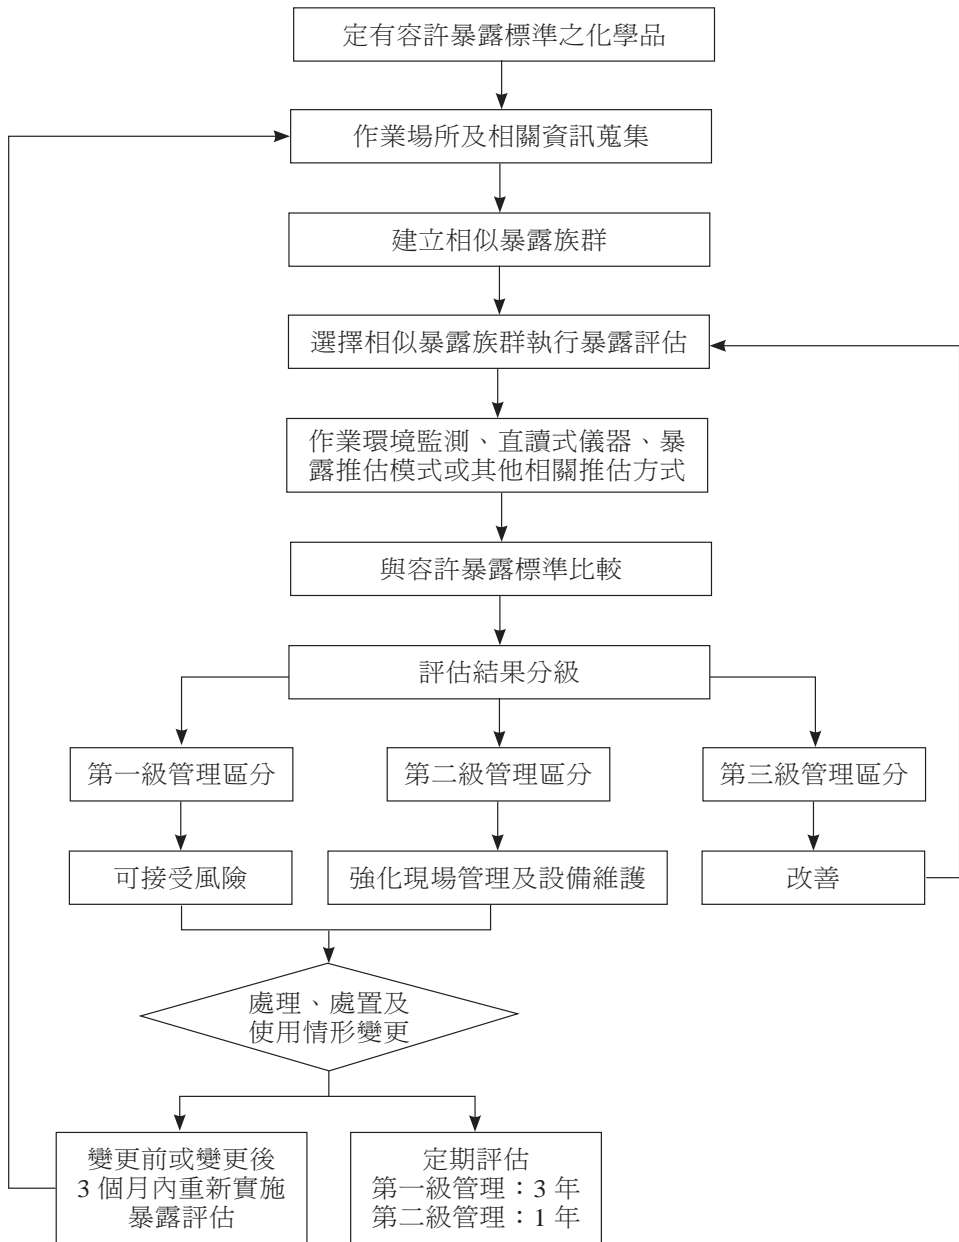 定有容許暴露標準之化學品
作業場所及相關資訊蒐集
建立相似暴露族群
選擇相似暴露族群執行暴露評估
作業環境監測、直讀式儀器、暴
露推估模式或其他相關推估方式
與容許暴露標準比較
評估結果分級
第一級管理區分
第二級管理區分
第三級管理區分
可接受風險
強化現場管理及設備維護
改善
處理、處置及
使用情形變更
變更前或變更後
3 個月內重新實施
暴露評估
定期評估
第一級管理：3 年
第二級管理：1 年